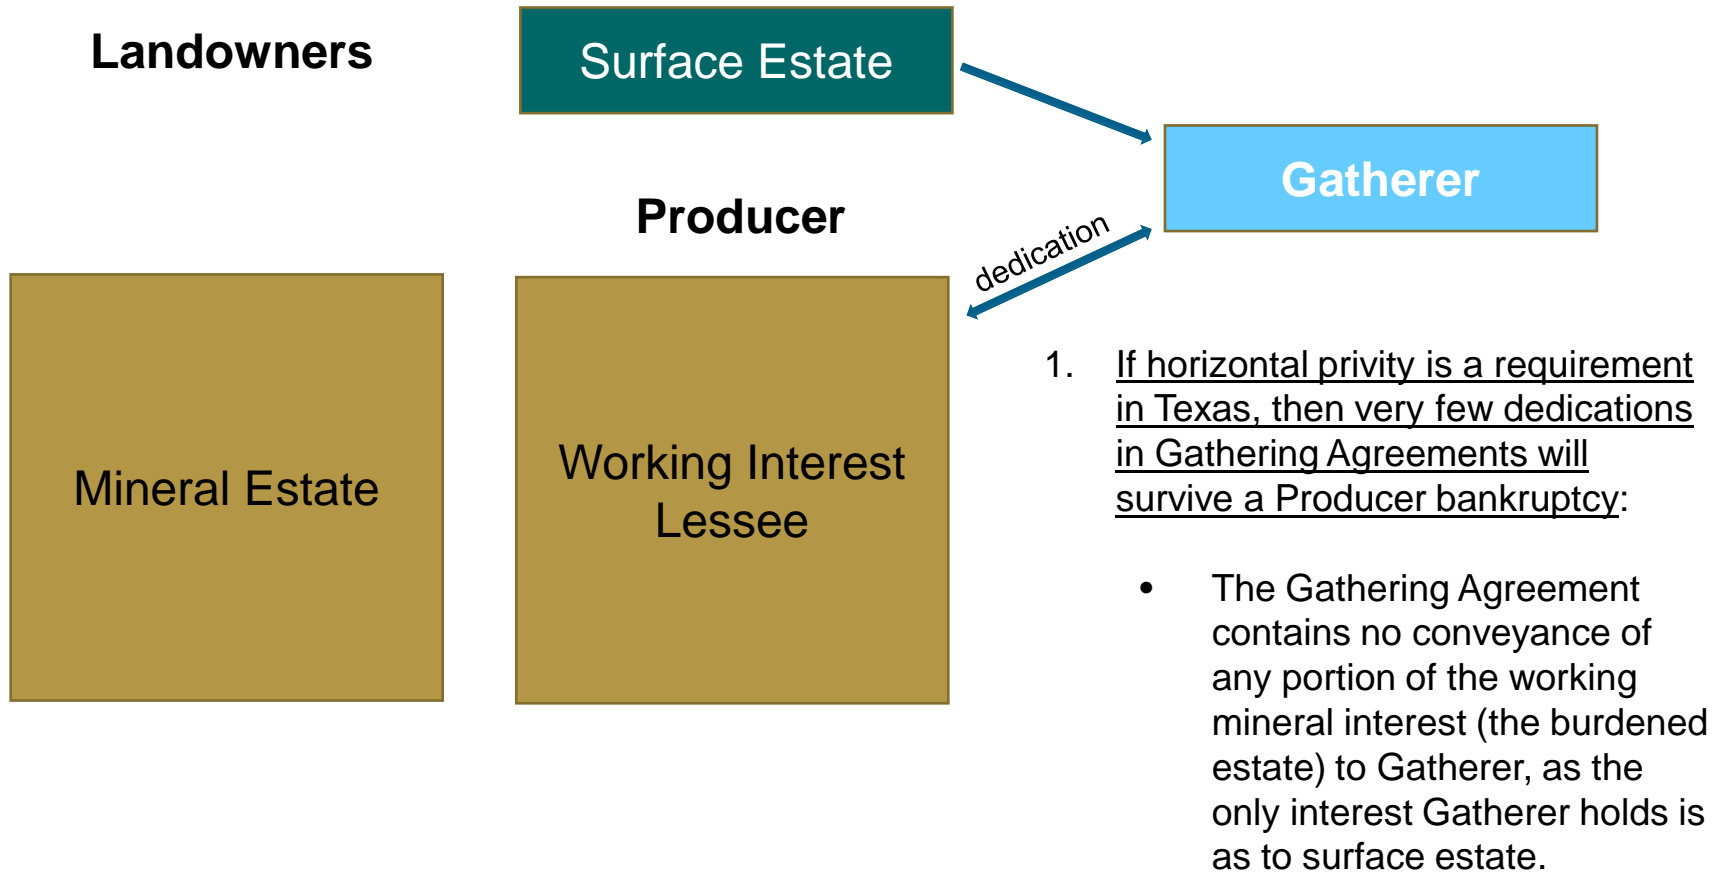 Landowners
Surface Estate
Gatherer
Producer
dedication
Mineral Estate
Working Interest
Lessee
1. If horizontal privity is a requirement
in Texas, then very few dedications
in Gathering Agreements will
survive a Producer bankruptcy:
• The Gathering Agreement
contains no conveyance of
any portion of the working
mineral interest (the burdened
estate) to Gatherer, as the
only interest Gatherer holds is
as to surface estate.